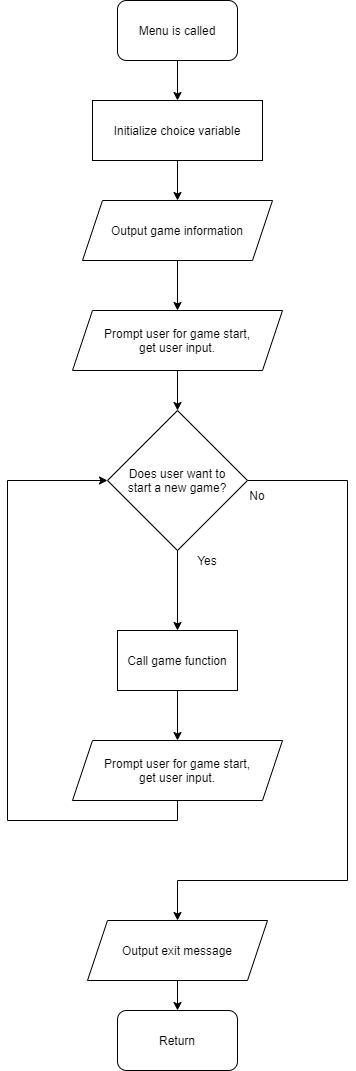 Menu is called
Initialize choice variable
Output game information
Prompt user for game start,
get user input.
Does user want to
start a new game?
No
Yes
Call game function
Prompt user for game start,
get user input.
Output exit message
Return